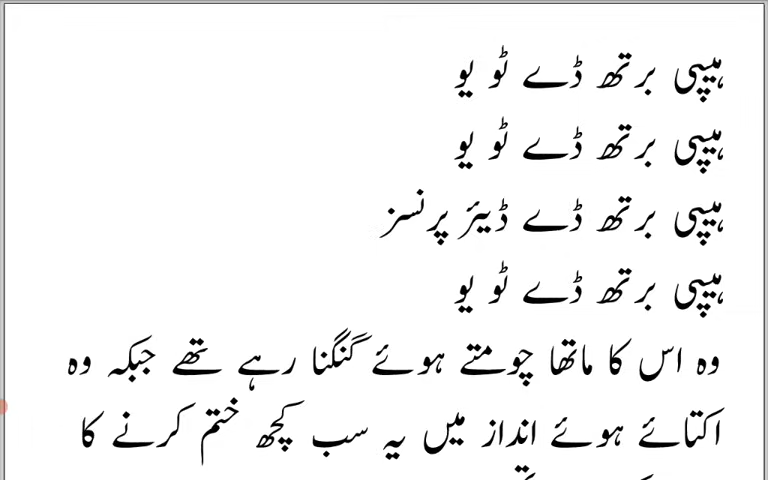 ہیپی برتھ ڈے ٹو یو
ہیپی برتھ ڈے ٹو یو
ہیپی برتھ ڈے ڈیئر پرنسز
ہیپی برتھ ڈے ٹو یو
وہ اس کا ماتھا چومتے ہوئے گنگنا رہے تھے جبکہ وہ
اکتائے ہوئے انداز میں یہ سب کچھ ختم کرنے کا